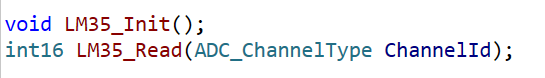 void LM35_Init();
int16 LM35_Read(ADC_ChannelType ChannelId);